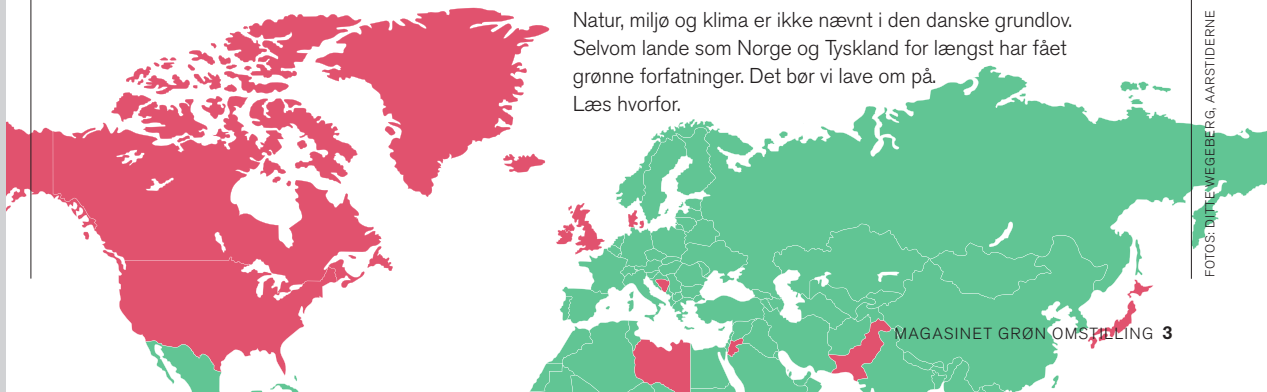 Natur, miljø og klima er ikke nævnt i den danske grundlov.
Selvom lande som Norge og Tyskland for længst har fået
grønne forfatninger. Det bør vi lave om på.
Læs hvorfor.
FOTOS: DITTE WEGEBERG, AARSTIDERNE
MAGASINET GRØN OMSTILLING 3